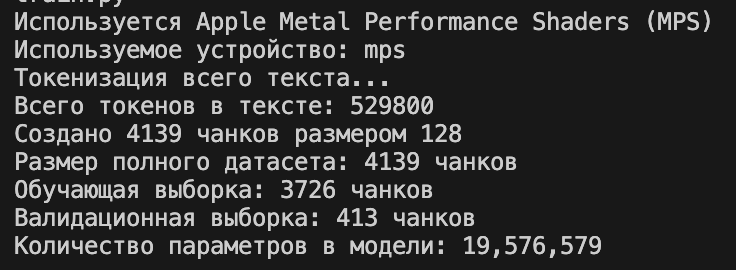 train.py
Используется Apple Metal Performance Shaders (MPS)
Используемое устройство: mps
Токенизация всего текста...
Всего токенов в тексте: 529800
Создано 4139 чанков размером 128
Размер полного датасета: 4139 чанков
Обучающая выборка: 3726 чанков
Валидационная выборка: 413 чанков
Количество параметров в модели: 19,576,579